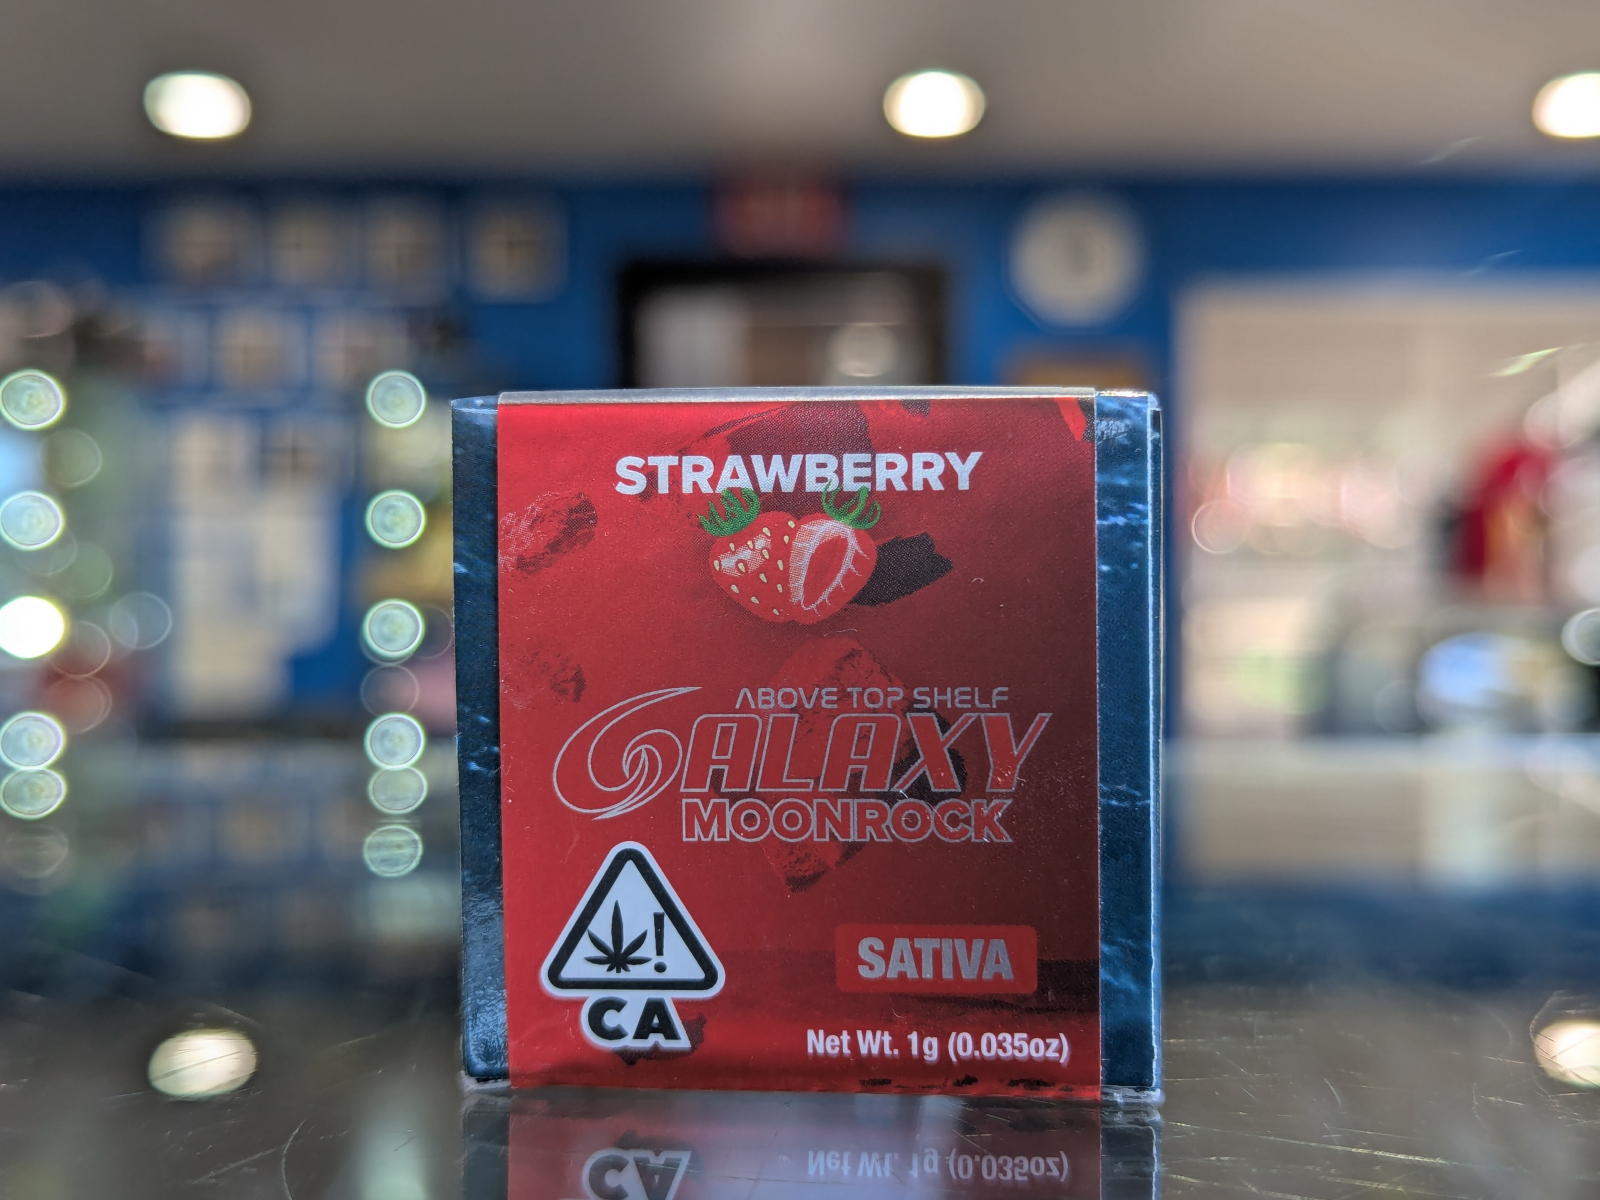 STRAWBERRY
ABOVE TOP SHELF
GALAXY
MOONROCK
CA
SATIVA
Net Wt. 1g (0.035oz)